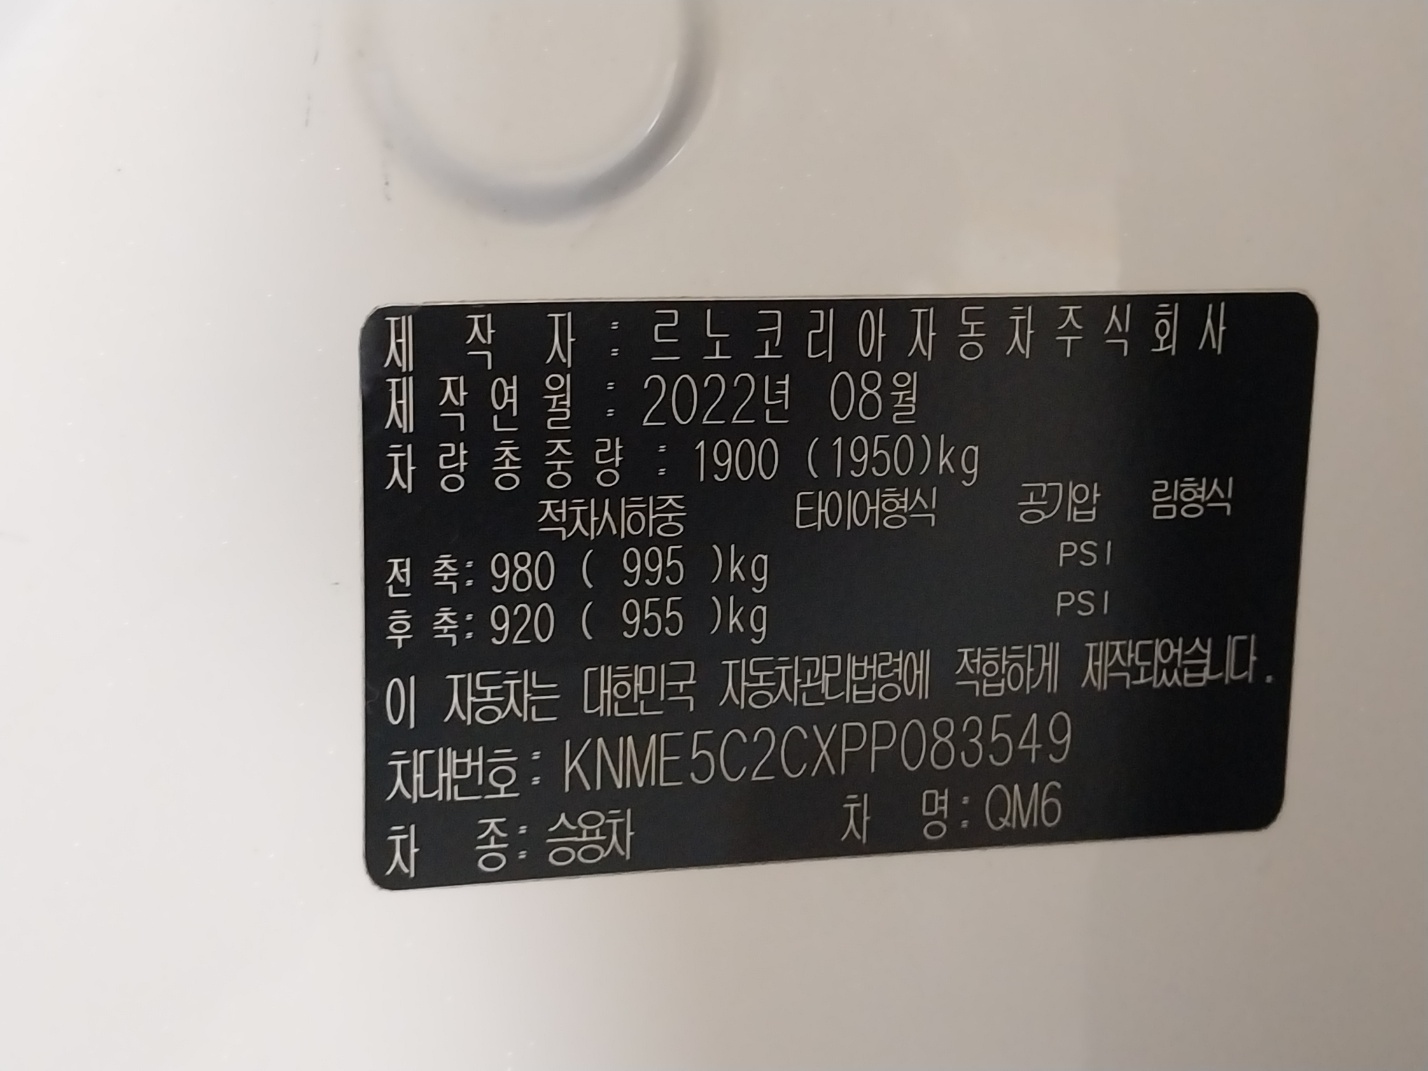 제 작 자 : 르노코리아자동차주식회사
제작연월 : 2022년 08월
차량총중량 : 1900 (1950)kg
적차시하중 타이어형식 공기압 림형식
전 축: 980 ( 995 )kg PSI
후 축: 920 ( 955 )kg PSI
이 자동차는 대한민국 자동차관리법령에 적합하게 제작되었습니다.
차대번호: KNME5C2CXPP083549
차 종: 승용차 차 명: QM6